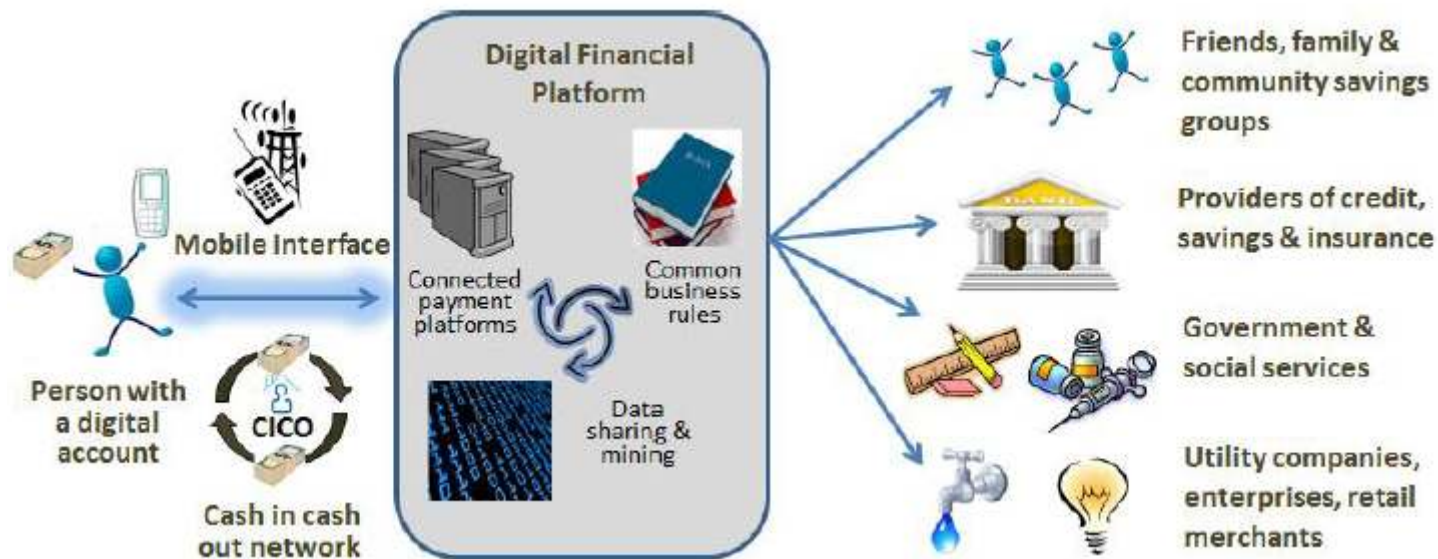 Digital Financial
Platform
Mobile Interface
Person with
a digital
account
CICO
Cash in cash
out network
Connected
payment
platforms
Common
business
rules
Data
sharing &
mining
Friends, family &
community savings
groups
BANK
Providers of credit,
savings & insurance
Government &
social services
Utility companies,
enterprises, retail
merchants